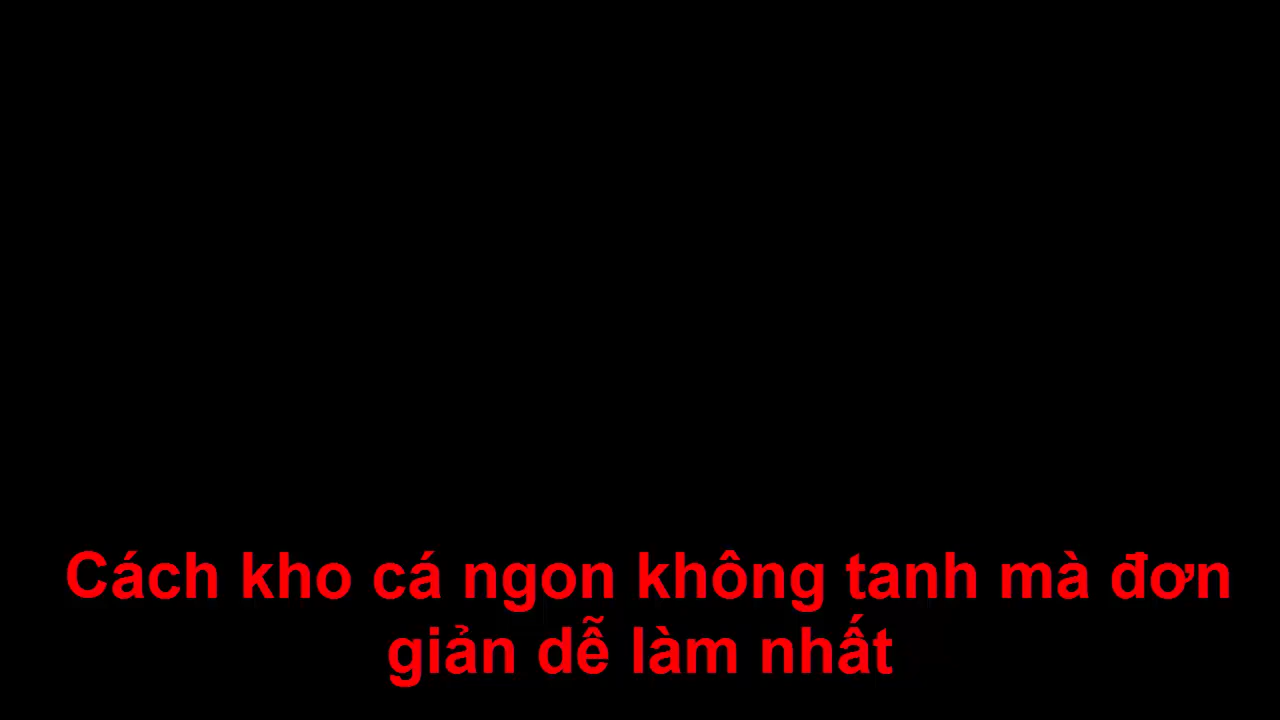 Cách kho cá ngon không tanh mà đơn
giản dễ làm nhất